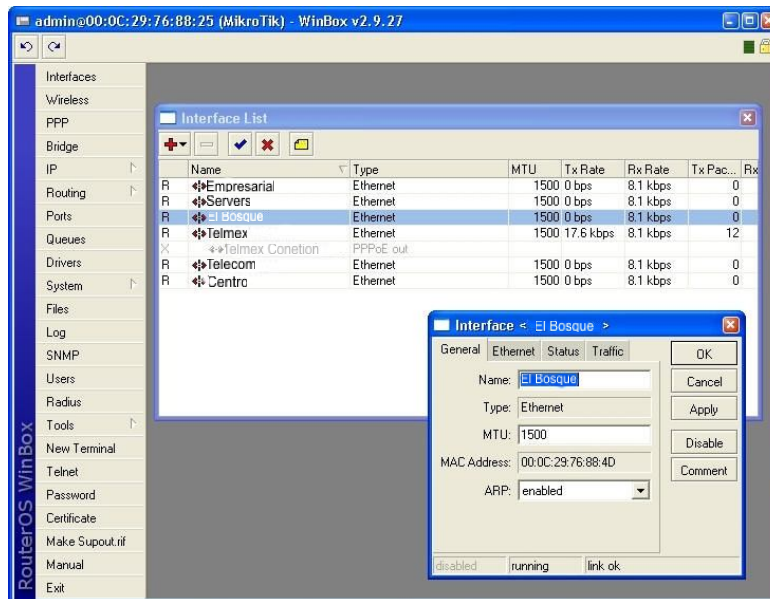 admin@00:0C:29:76:88:25 (MikroTik) - WinBox v2.9.27
Interfaces
Wireless
PPP
Bridge
IP
Routing
Ports
Queues
Drivers
System
Files
Log
SNMP
Users
Radius
Tools
New Terminal
Telnet
Password
Certificate
Make Supout.rif
Manual
Exit
RouterOS WinBox
Interface List
Name Type MTU Tx Rate Rx Rate Tx Pac... Rx
R Empresarial Ethernet 1500 0 bps 8.1 kbps 0
R Servers Ethernet 1500 0 bps 8.1 kbps 0
R El Bosque Ethernet 1500 0 bps 8.1 kbps 0
R Telmex Ethernet 1500 17.6 kbps 8.1 kbps 12
X Telmex Conetion PPPoE out
R Telecom Ethernet 1500 0 bps 8.1 kbps 0
R Centro Ethernet 1500 0 bps 8.1 kbps 0
Interface < El Bosque >
General Ethernet Status Traffic
Name: El Bosque
Type: Ethernet
MTU: 1500
MAC Address: 00:0C:29:76:88:4D
ARP: enabled
OK
Cancel
Apply
Disable
Comment
disabled running link ok